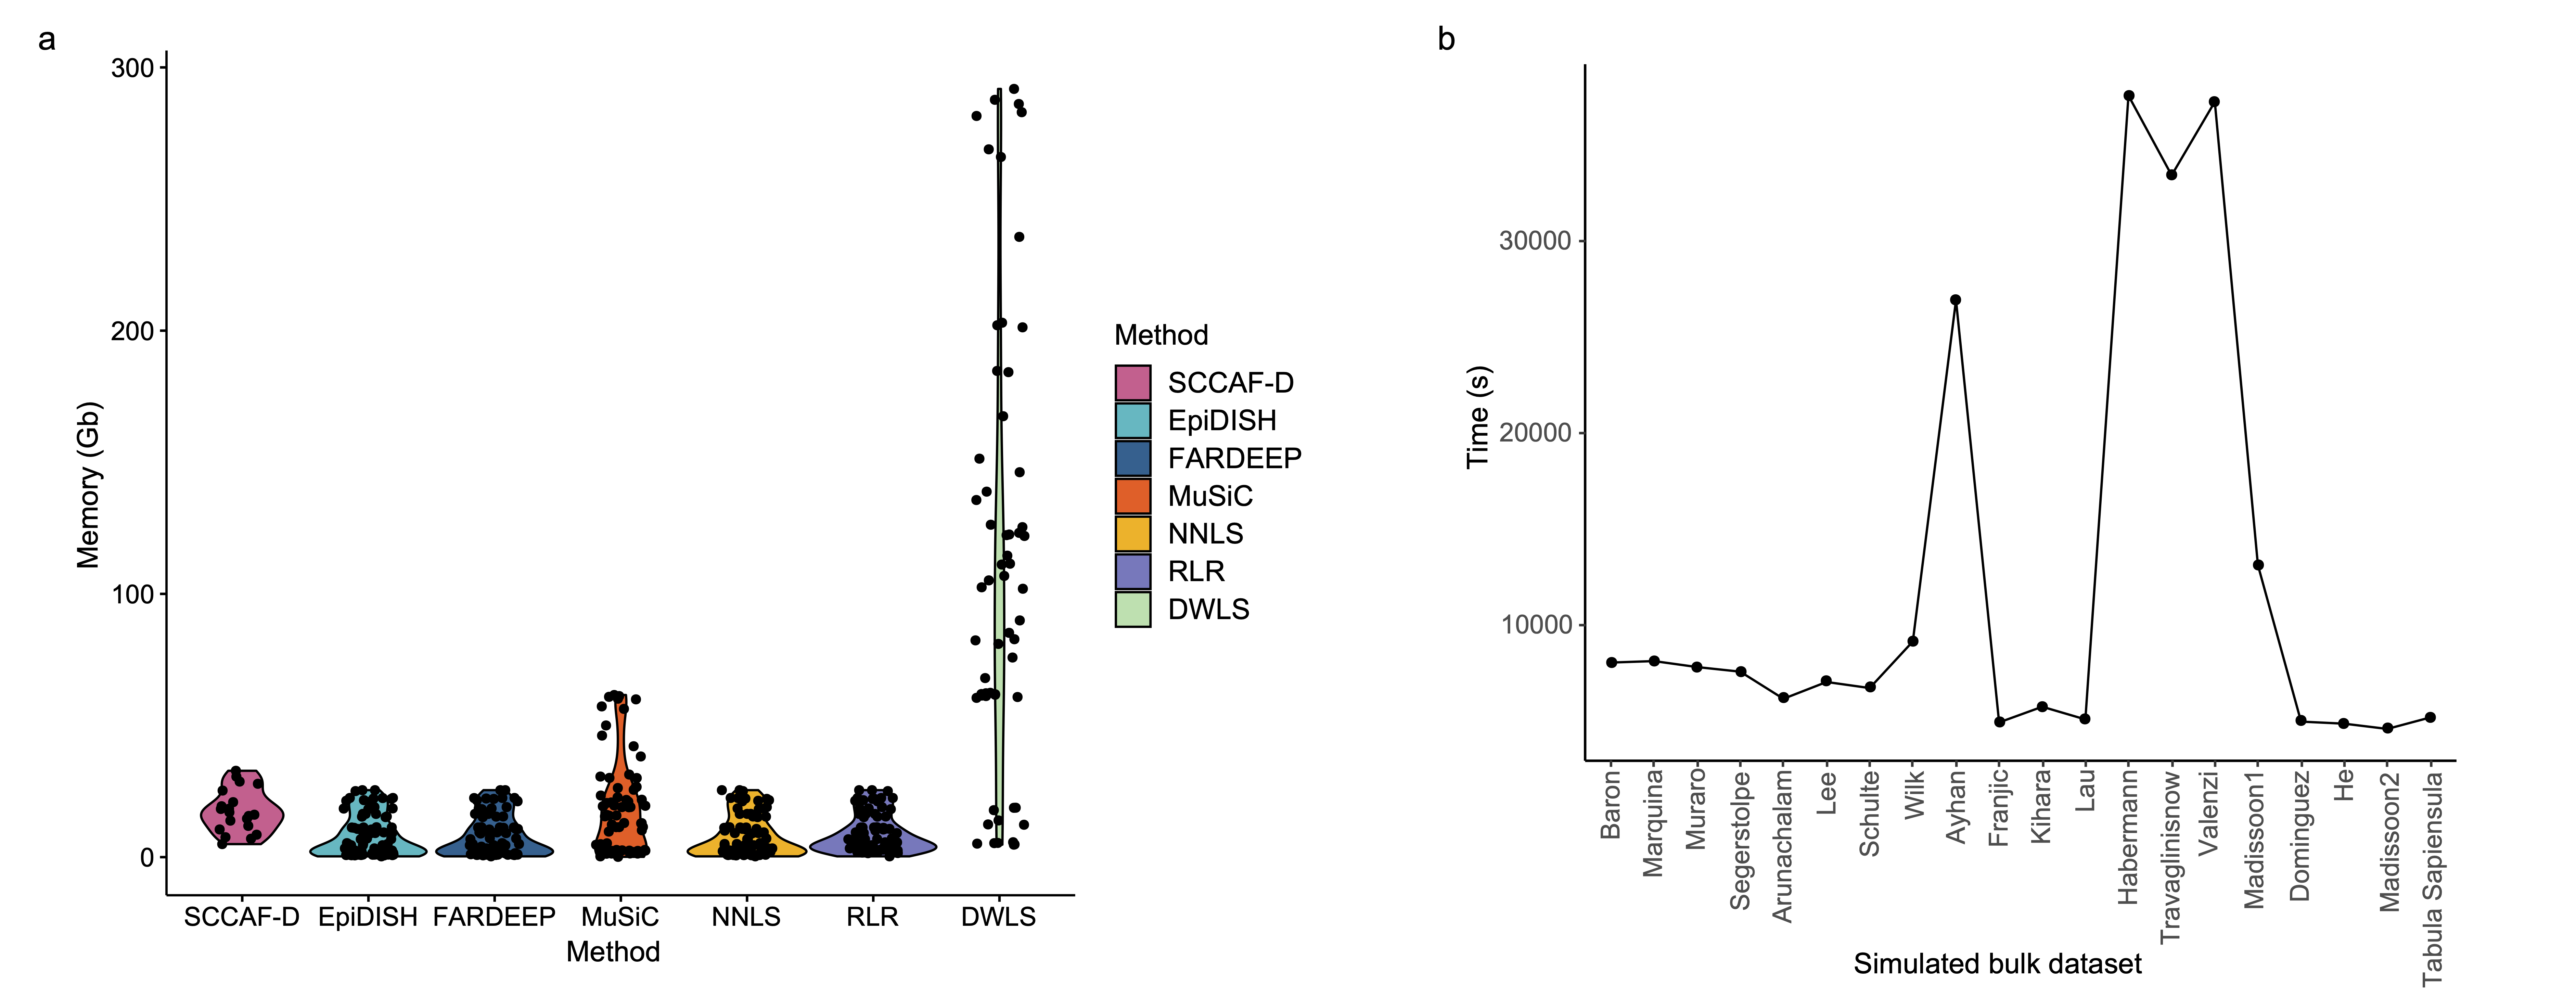 a
300
200
100
0
Memory (Gb)
SCCAF-D EpiDISH FARDEEP MuSiC NNLS RLR DWLS
Method
Method
SCCAF-D
EpiDISH
FARDEEP
MuSiC
NNLS
RLR
DWLS
b
30000
20000
10000
Time (s)
Baron
Marquina
Muraro
Segerstolpe
Arunachalam
Lee
Schulte
Wilk
Ayhan
Franjic
Kihara
Lau
Habermann
Travaglinisnow
Valenzi
Madissoon1
Dominguez
He
Madissoon2
Tabula Sapiensula
Simulated bulk dataset